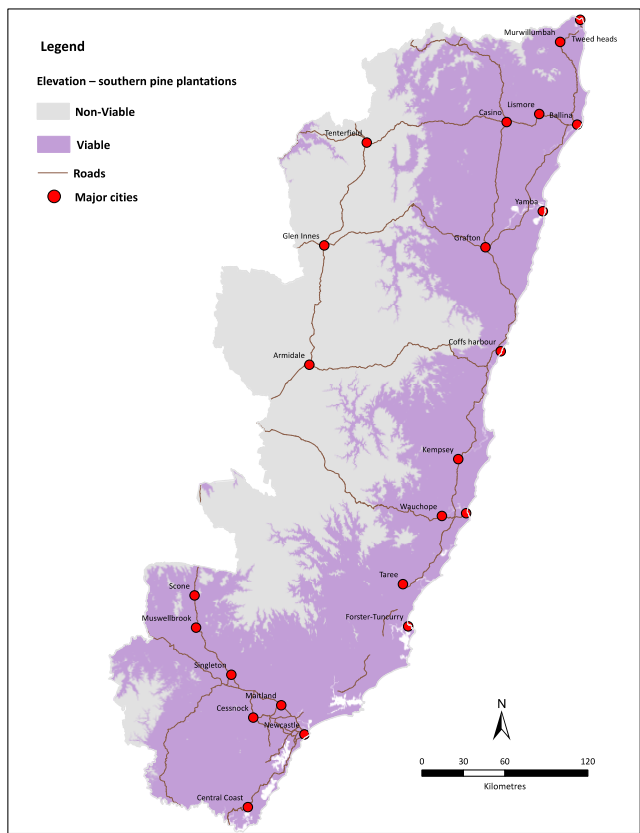 Legend
Elevation – southern pine plantations
Non-Viable
Viable
Roads
Major cities
Murwillumbah
Tweed heads
Lismore
Casino
Ballina
Tenterfield
Yamba
Glen Innes
Grafton
Coffs harbour
Armidale
Kempsey
Wauchope
Taree
Scone
Forster-Tuncurry
Muswellbrook
Singleton
Maitland
Cessnock
Newcastle
Central Coast
N
0 30 60 120
Kilometres